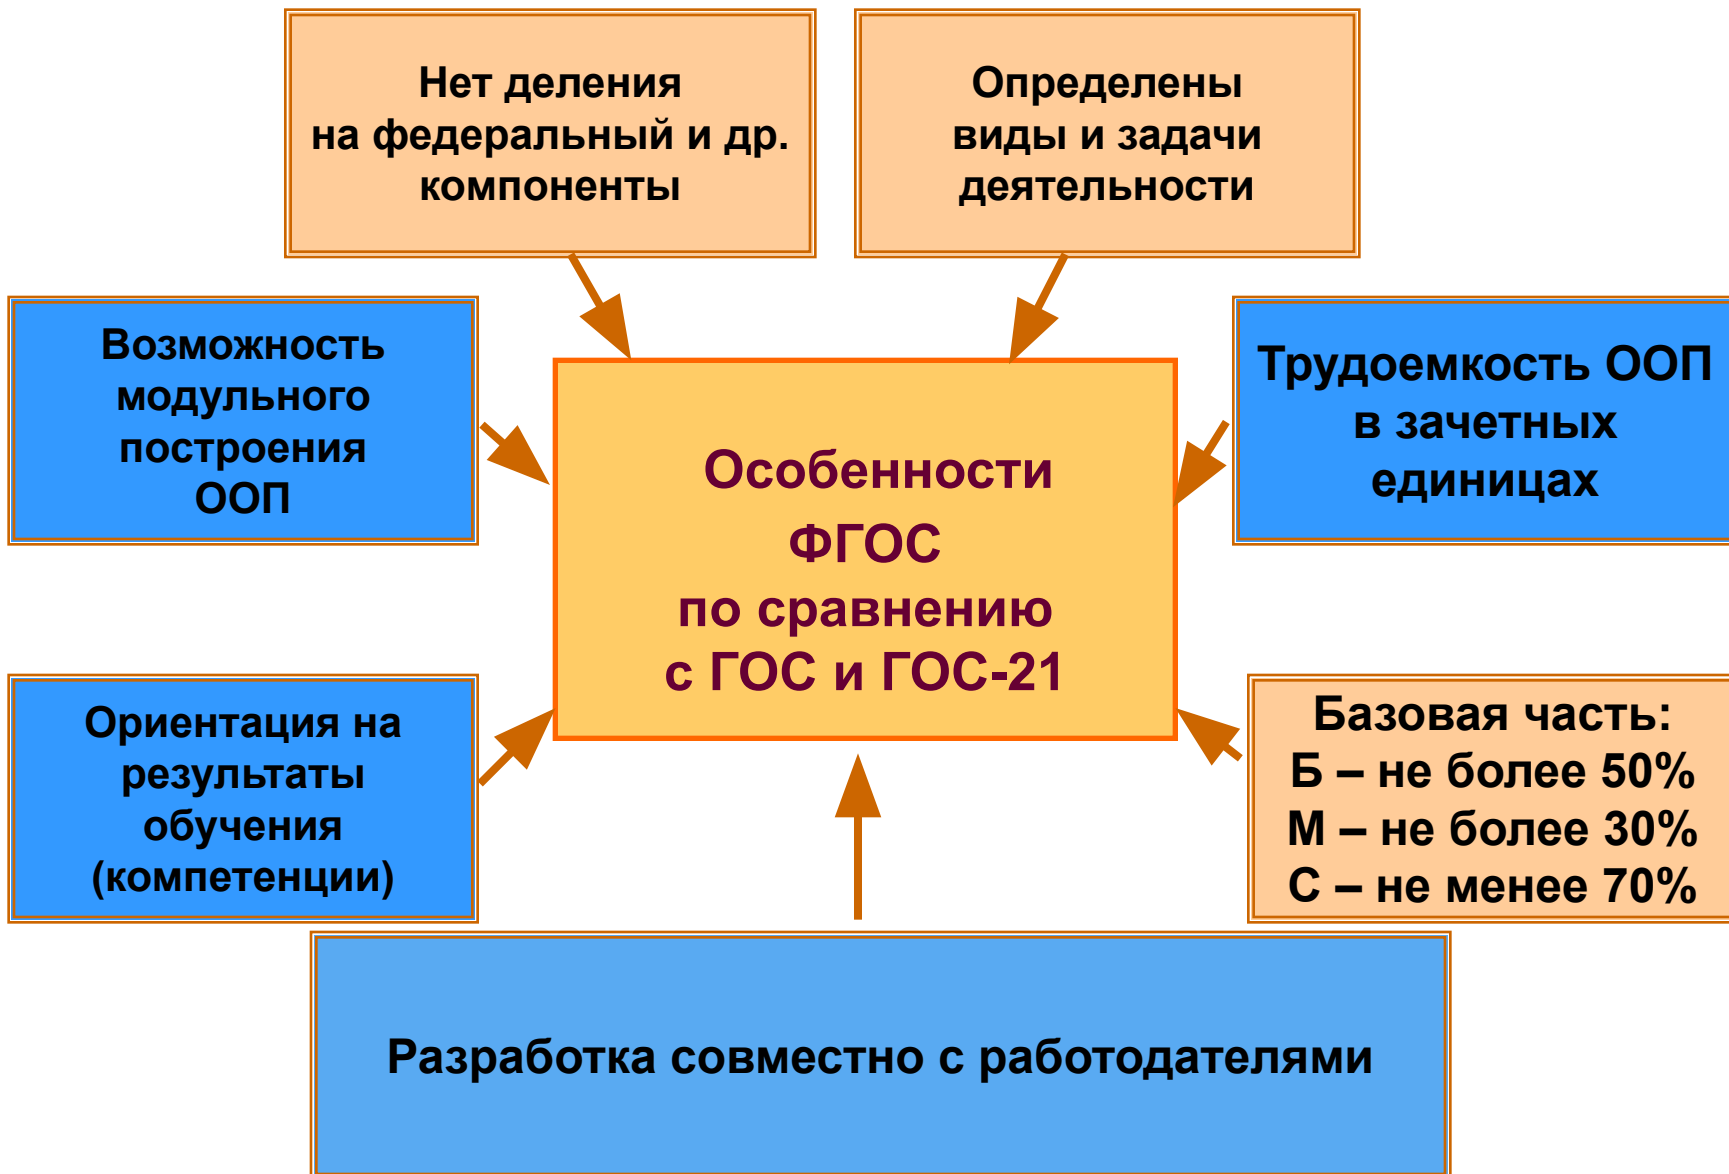 Нет деления
на федеральный и др.
компоненты
Определены
виды и задачи
деятельности
Возможность
модульного
построения
ООП
Трудоемкость ООП
в зачетных
единицах
Особенности
ФГОС
по сравнению
с ГОС и ГОС-21
Ориентация на
результаты
обучения
(компетенции)
Базовая часть:
Б – не более 50%
М – не более 30%
С – не менее 70%
Разработка совместно с работодателями